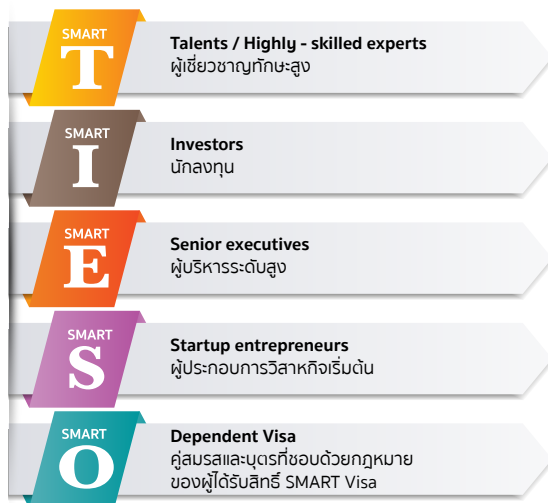 SMART
T
Talents / Highly - skilled experts
ผู้เชี่ยวชาญทักษะสูง
SMART
I
Investors
นักลงทุน
SMART
E
Senior executives
ผู้บริหารระดับสูง
SMART
S
Startup entrepreneurs
ผู้ประกอบการวิสาหกิจเริ่มต้น
SMART
O
Dependent Visa
คู่สมรสและบุตรที่ชอบด้วยกฎหมาย
ของผู้ได้รับสิทธิ์ SMART Visa